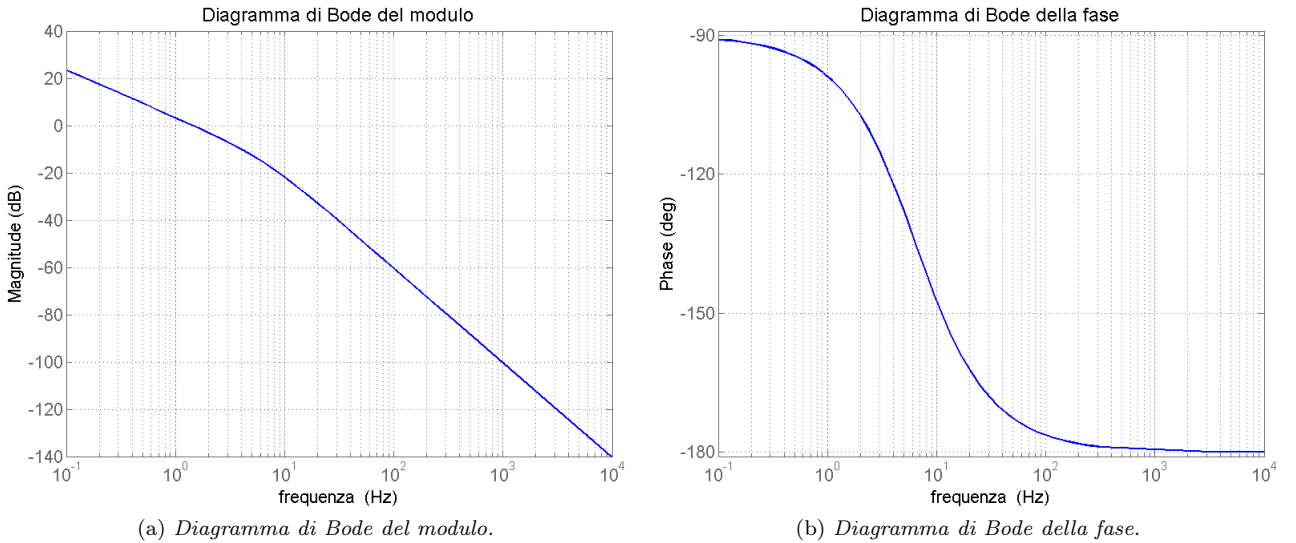 Diagramma di Bode del modulo
40
20
0
-20
-40
-60
-80
-100
-120
-140
Magnitude (dB)
10^-1 10^0 10^1 10^2 10^3 10^4
frequenza (Hz)
(a) Diagramma di Bode del modulo.
Diagramma di Bode della fase
-90
-120
-150
-180
Phase (deg)
10^-1 10^0 10^1 10^2 10^3 10^4
frequenza (Hz)
(b) Diagramma di Bode della fase.